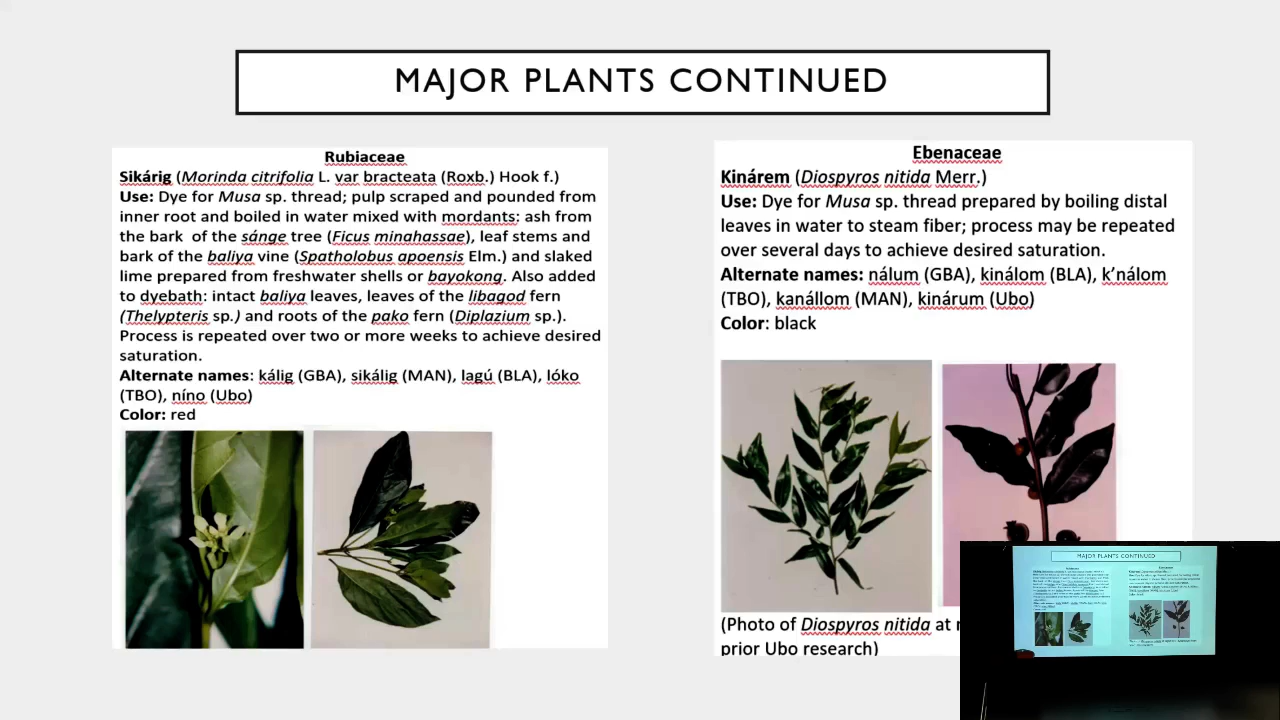 MAJOR PLANTS CONTINUED
Rubiaceae
Sikárig (Morinda citrifolia L. var bracteata (Roxb.) Hook f.)
Use: Dye for Musa sp. thread; pulp scraped and pounded from
inner root and boiled in water mixed with mordants: ash from
the bark of the sánge tree (Ficus minahassae), leaf stems and
bark of the baliya vine (Spatholobus apoensis Elm.) and slaked
lime prepared from freshwater shells or bayokong. Also added
to dyebath: intact baliya leaves, leaves of the libagod fern
(Thelypteris sp.) and roots of the pako fern (Diplazium sp.).
Process is repeated over two or more weeks to achieve desired
saturation.
Alternate names: kálig (GBA), sikálig (MAN), lagú (BLA), lóko
(TBO), níno (Ubo)
Color: red
Ebenaceae
Kinárem (Diospyros nitida Merr.)
Use: Dye for Musa sp. thread prepared by boiling distal
leaves in water to steam fiber; process may be repeated
over several days to achieve desired saturation.
Alternate names: nálum (GBA), kinálom (BLA), k’nálom
(TBO), kanállom (MAN), kinárum (Ubo)
Color: black
(Photo of Diospyros nitida at
prior Ubo research)
MAJOR PLANTS CONTINUED